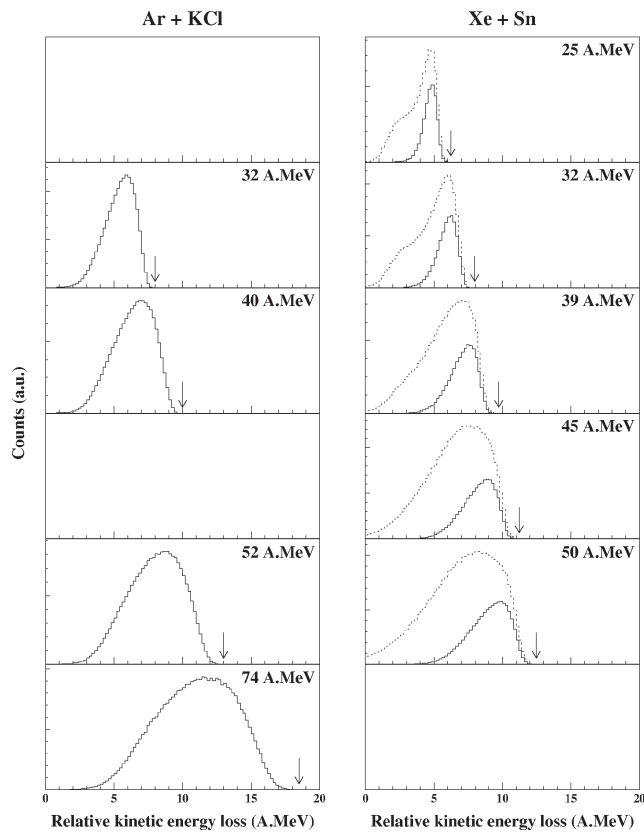 Ar + KCl
Xe + Sn
25 A.MeV
32 A.MeV
32 A.MeV
40 A.MeV
39 A.MeV
45 A.MeV
52 A.MeV
50 A.MeV
74 A.MeV
Counts (a.u.)
0 5 10 15 20
0 5 10 15 20
Relative kinetic energy loss (A.MeV)
Relative kinetic energy loss (A.MeV)